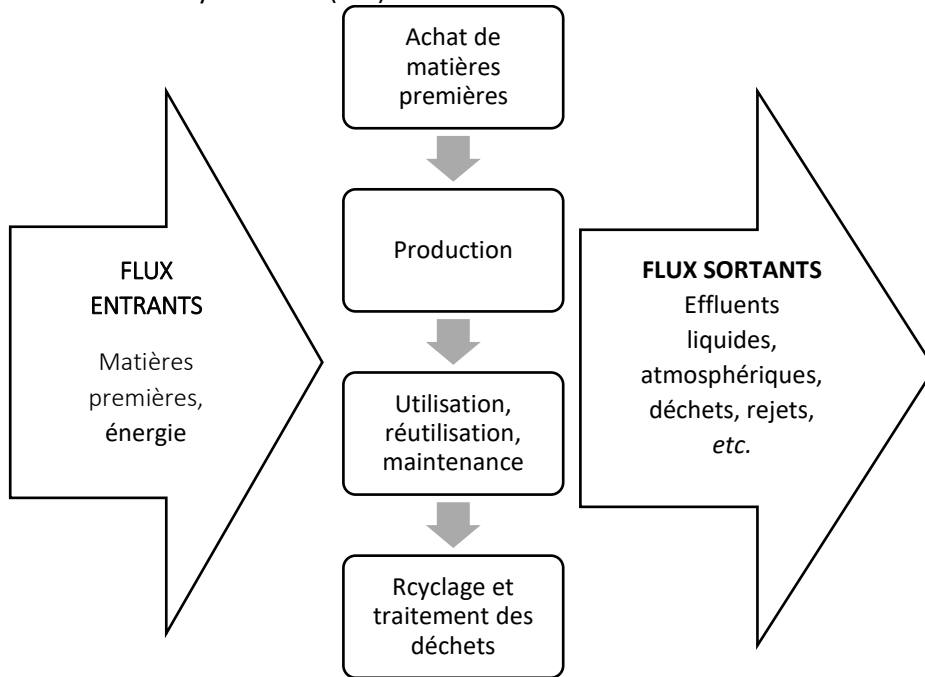 Achat de
matières
premières
Production
Utilisation,
réutilisation,
maintenance
Rcyclage et
traitement des
déchets
FLUX
ENTRANTS
Matières
premières,
énergie
FLUX SORTANTS
Effluents
liquides,
atmosphériques,
déchets, rejets,
etc.